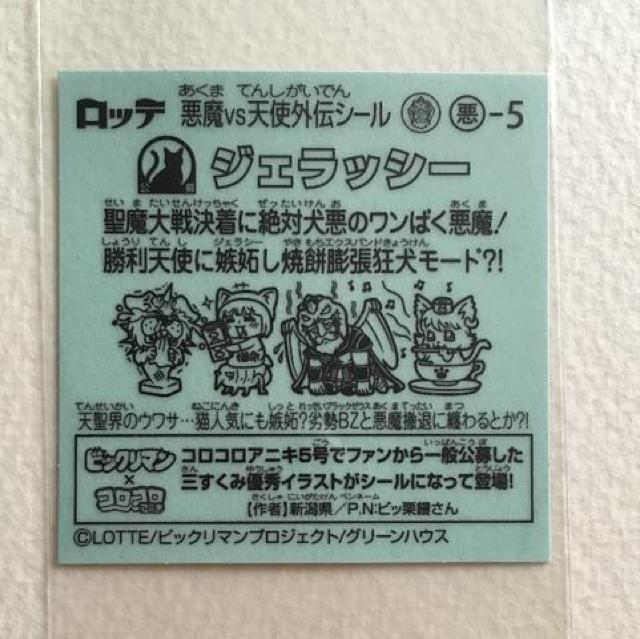 あくま てんしがいでん
ロッテ 悪魔VS天使外伝シール 悪-5
ジェラッシー
せいま たいせんけっちゃく ぜったいけんお あくま
聖魔大戦決着に絶対犬悪のワンぱく悪魔!
しょうり てんし ジェラシー やきもちエクスパンドきょうけん
勝利天使に嫉妬し焼餅膨張狂犬モード?!
てんせいかい ねこにんき しっと れっせいブラックゼウス あくまてったい まつ
天聖界のウワサ…猫人気にも嫉妬?劣勢BZと悪魔撤退に纏わるとか?!
ビックリマン×コロコロ
ごう いっぱんこうぼ
コロコロアニキ5号でファンから一般公募した
さん ゆうしゅう とうじょう
三すくみ優秀イラストがシールになって登場!
さくしゃ にいがたけん ペンネーム
【作者】新潟県/P.N:ビッ栗饅さん
©LOTTE/ビックリマンプロジェクト/グリーンハウス